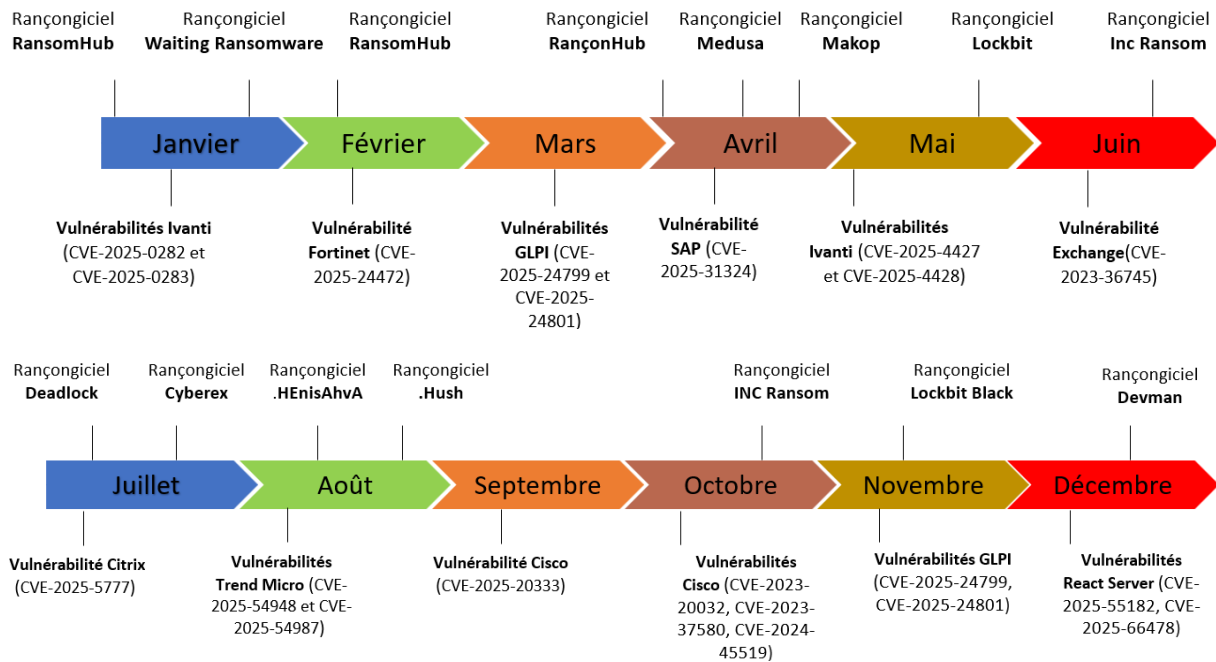 Rançongiciel
RansomHub
Rançongiciel
Waiting Ransomware
Rançongiciel
RansomHub
Rançongiciel
RançonHub
Rançongiciel
Medusa
Rançongiciel
Makop
Rançongiciel
Lockbit
Rançongiciel
Inc Ransom
Janvier
Février
Mars
Avril
Mai
Juin
Vulnérabilités Ivanti
(CVE-2025-0282 et
CVE-2025-0283)
Vulnérabilité
Fortinet (CVE-
2025-24472)
Vulnérabilités
GLPI (CVE-
2025-24799 et
CVE-2025-
24801)
Vulnérabilité
SAP (CVE-
2025-31324)
Vulnérabilités
Ivanti (CVE-2025-4427
et CVE-2025-4428)
Vulnérabilité
Exchange(CVE-
2023-36745)
Rançongiciel
Deadlock
Rançongiciel
Cyberex
Rançongiciel
.HEnisAhvA
Rançongiciel
.Hush
Rançongiciel
INC Ransom
Rançongiciel
Lockbit Black
Rançongiciel
Devman
Juillet
Août
Septembre
Octobre
Novembre
Décembre
Vulnérabilité Citrix
(CVE-2025-5777)
Vulnérabilités
Trend Micro (CVE-
2025-54948 et CVE-
2025-54987)
Vulnérabilité Cisco
(CVE-2025-20333)
Vulnérabilités
Cisco (CVE-2023-
20032, CVE-2023-
37580, CVE-2024-
45519)
Vulnérabilités GLPI
(CVE-2025-24799,
CVE-2025-24801)
Vulnérabilités
React Server (CVE-
2025-55182, CVE-
2025-66478)